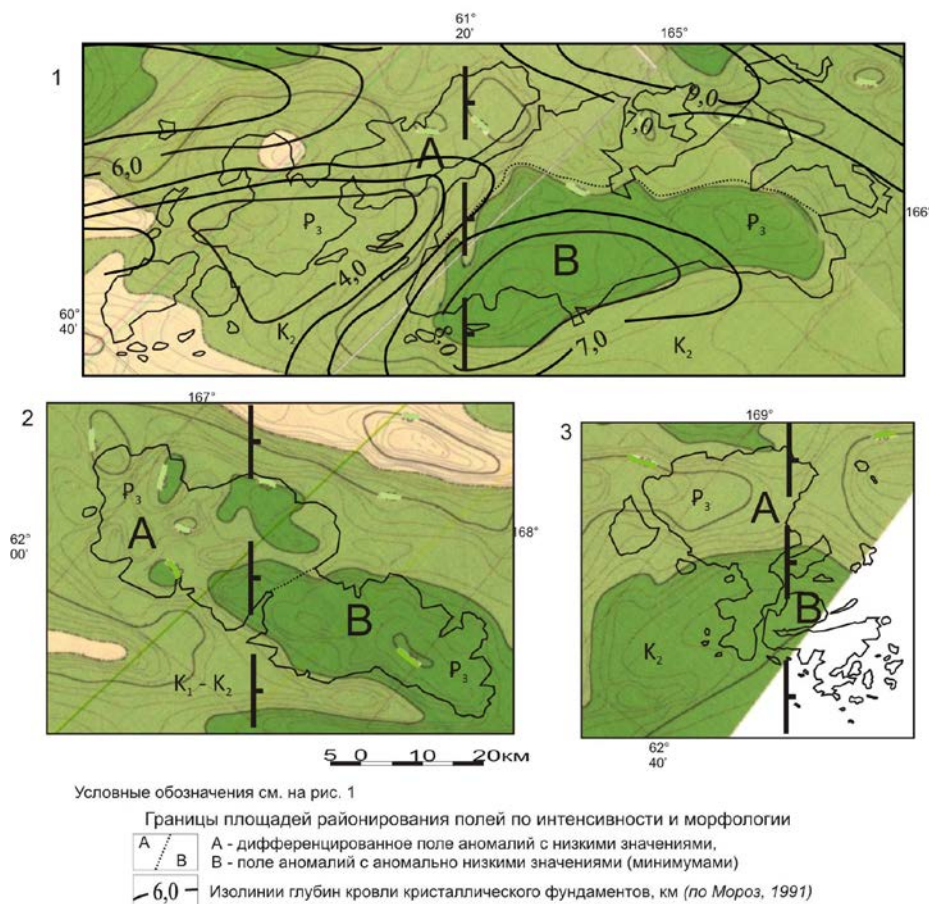 61°
20'
165°
1
9,0
,0
6,0
A
166°
P₃
P₃
4,0
B
60°
40'
8,0
K₂
7,0
K₂
167°
2
3
169°
P₃
A
P₃
A
62°
00'
168°
B
B
K₂
P₃
K₁ - K₂
5 0 10 20км
62°
40'
Условные обозначения см. на рис. 1
Границы площадей районирования полей по интенсивности и морфологии
A B
А - дифференцированное поле аномалий с низкими значениями,
В - поле аномалий с аномально низкими значениями (минимумами)
6,0 Изолинии глубин кровли кристаллического фундаментов, км (по Мороз, 1991)